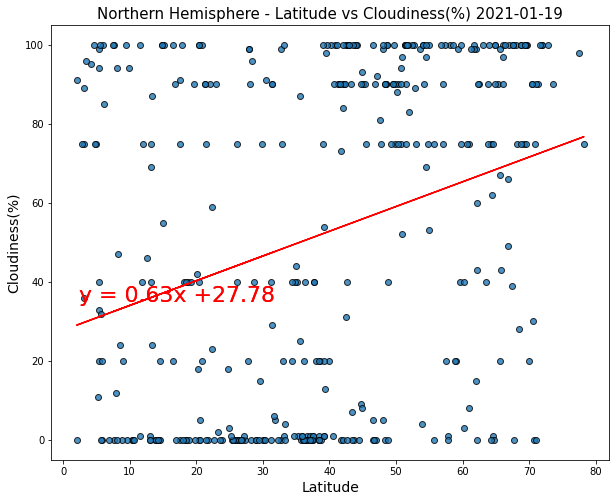 Northern Hemisphere - Latitude vs Cloudiness(%) 2021-01-19
100
80
60
40
20
0
Cloudiness(%)
y = 0.63x +27.78
0 10 20 30 40 50 60 70 80
Latitude